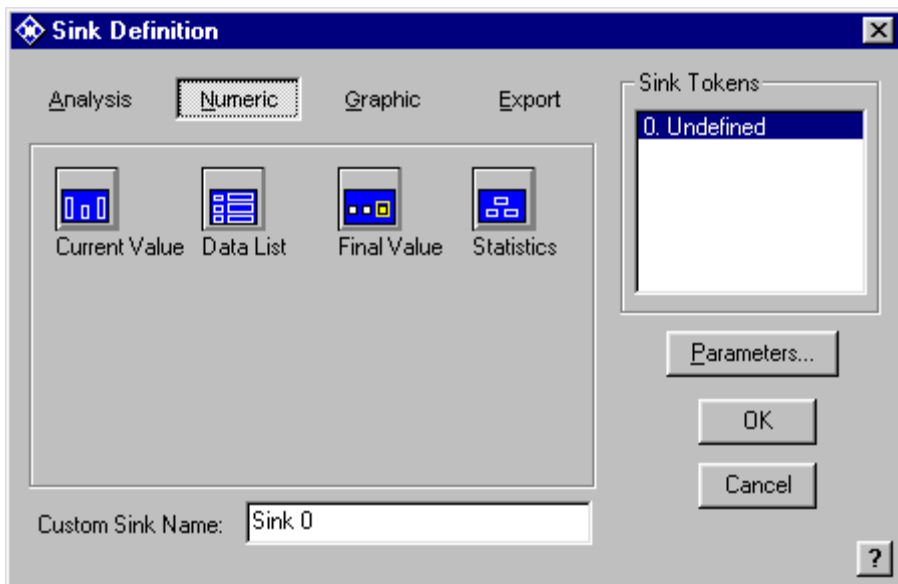 Sink Definition
Analysis Numeric Graphic Export
Sink Tokens
0. Undefined
Current Value Data List Final Value Statistics
Parameters...
OK
Cancel
Custom Sink Name: Sink 0
?